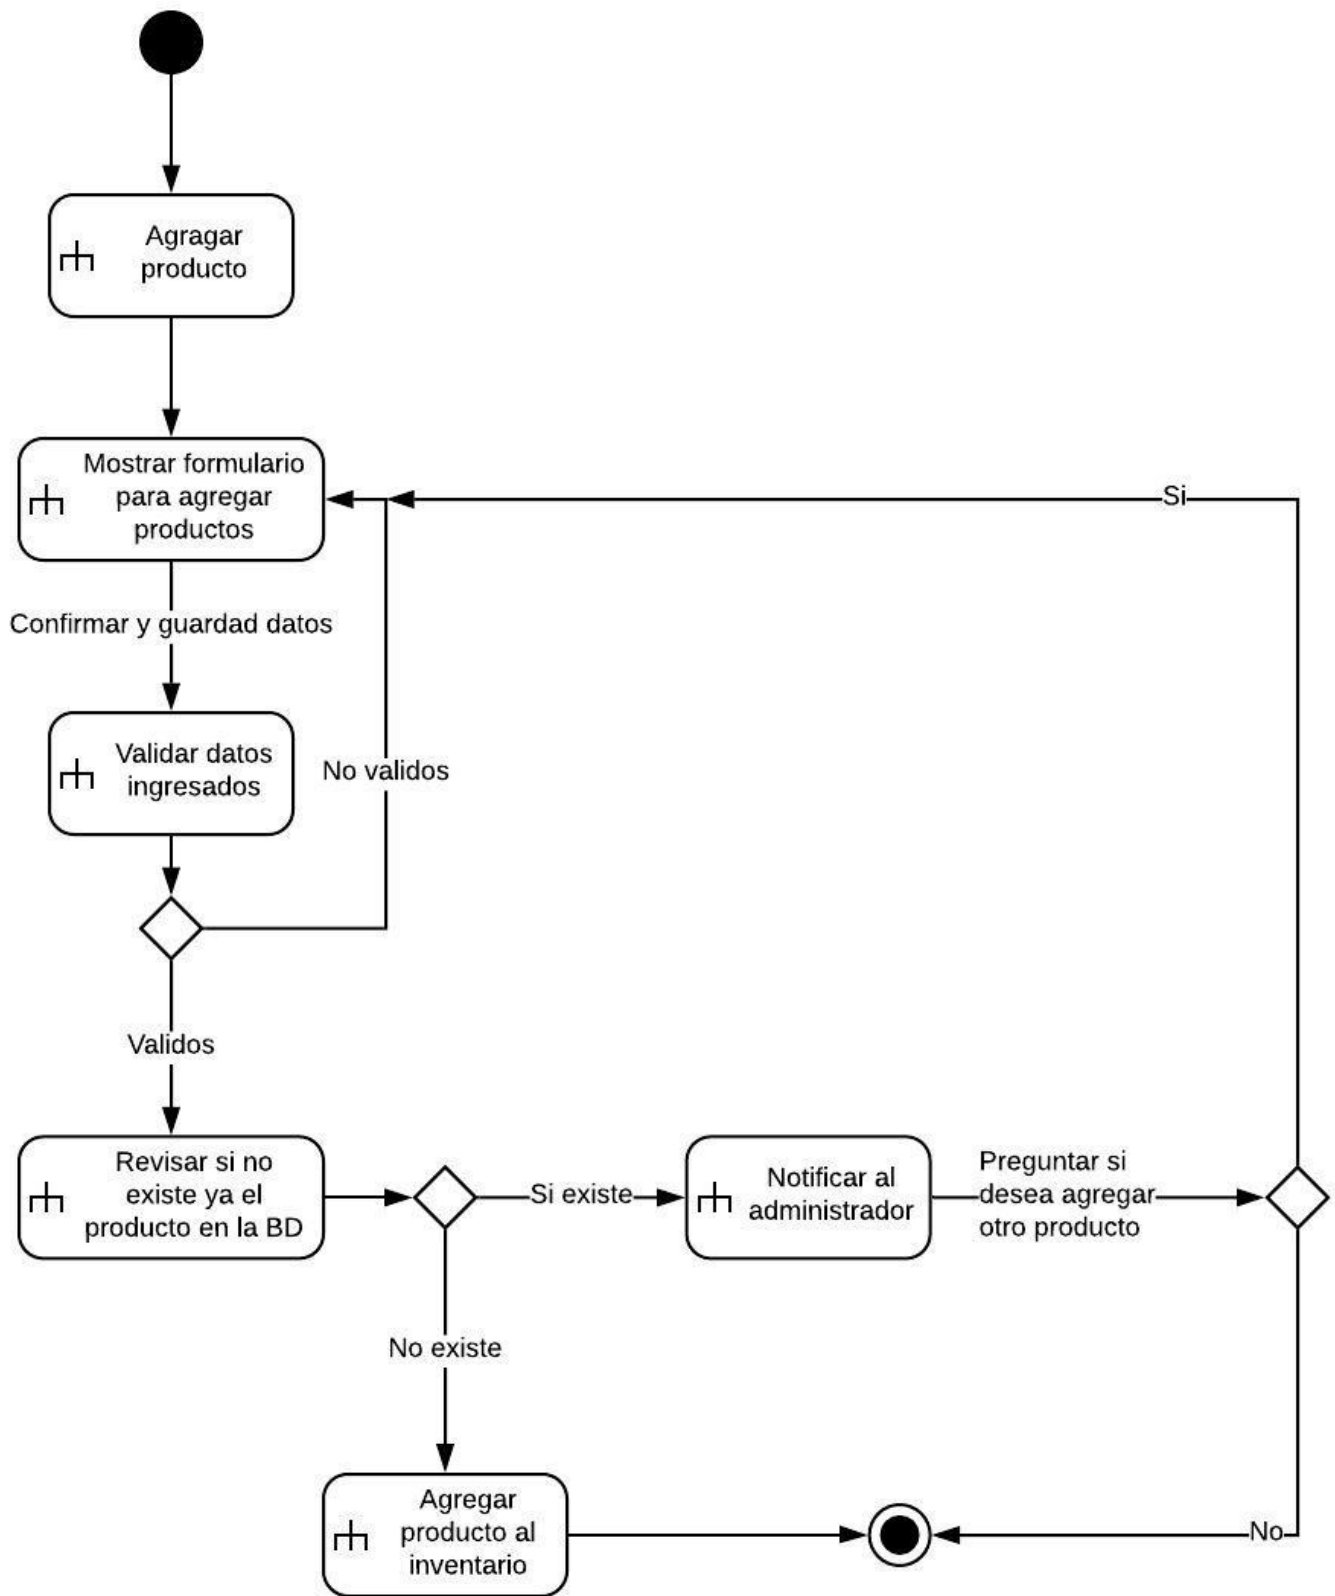 Agragar
producto
Mostrar formulario
para agregar
productos
Si
Confirmar y guardad datos
Validar datos
ingresados
No validos
Validos
Revisar si no
existe ya el
producto en la BD
Si existe
Notificar al
administrador
Preguntar si
desea agregar
otro producto
No existe
Agregar
producto al
inventario
No